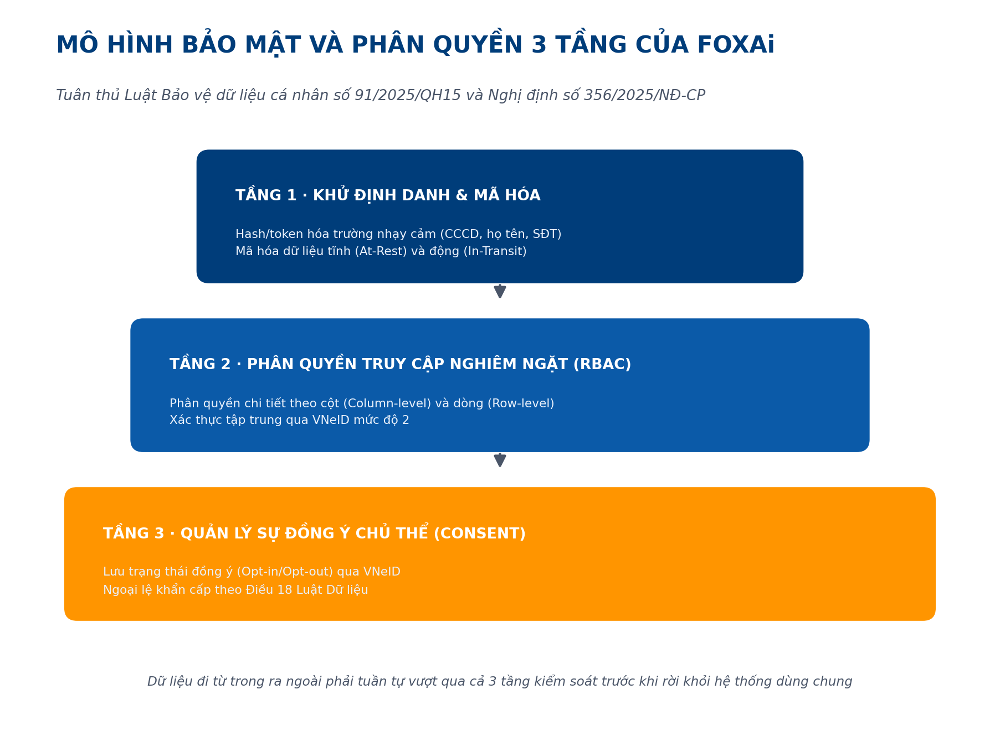 MÔ HÌNH BẢO MẬT VÀ PHÂN QUYỀN 3 TẦNG CỦA FOXAi
Tuân thủ Luật Bảo vệ dữ liệu cá nhân số 91/2025/QH15 và Nghị định số 356/2025/NĐ-CP
TẦNG 1 · KHỬ ĐỊNH DANH & MÃ HÓA
Hash/token hóa trường nhạy cảm (CCCD, họ tên, SĐT)
Mã hóa dữ liệu tĩnh (At-Rest) và động (In-Transit)
TẦNG 2 · PHÂN QUYỀN TRUY CẬP NGHIÊM NGẶT (RBAC)
Phân quyền chi tiết theo cột (Column-level) và dòng (Row-level)
Xác thực tập trung qua VNeID mức độ 2
TẦNG 3 · QUẢN LÝ SỰ ĐỒNG Ý CHỦ THỂ (CONSENT)
Lưu trạng thái đồng ý (Opt-in/Opt-out) qua VNeID
Ngoại lệ khẩn cấp theo Điều 18 Luật Dữ liệu
Dữ liệu đi từ trong ra ngoài phải tuần tự vượt qua cả 3 tầng kiểm soát trước khi rời khỏi hệ thống dùng chung